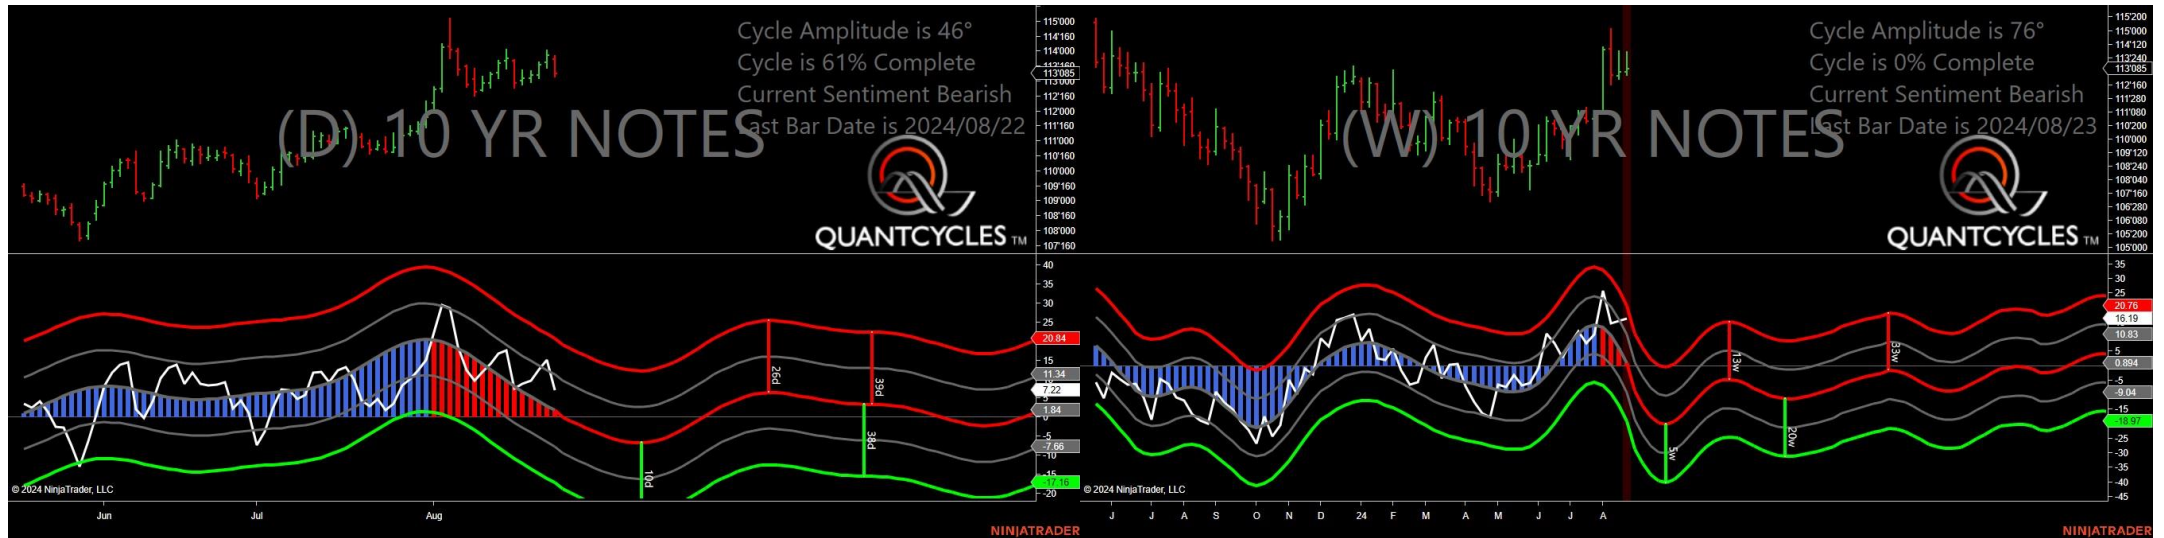 Cycle Amplitude is 46°
Cycle is 61% Complete
Current Sentiment Bearish
Last Bar Date is 2024/08/22
(D) 10 YR NOTES
QUANTCYCLES TM
115'000
114'160
114'000
113'085
113'000
112'160
112'000
111'160
111'000
110'160
110'000
109'160
109'000
108'160
108'000
107'160
40
35
30
25
20.84
15
11.34
7.22
5
1.84
0
-5
-7.66
-10
-15
-17.16
-20
26d
38d
10d
© 2024 NinjaTrader, LLC
Jun
Jul
Aug
NINJATRADER
Cycle Amplitude is 76°
Cycle is 0% Complete
Current Sentiment Bearish
Last Bar Date is 2024/08/23
(W) 10 YR NOTES
QUANTCYCLES TM
115'200
115'000
114'120
113'240
113'085
112'160
111'280
111'080
110'200
110'000
109'120
108'240
108'040
107'160
106'280
106'080
105'200
105'000
35
30
25
20.76
16.19
10.83
5
0.894
-5
-9.04
-15
-18.97
-25
-30
-35
-40
-45
13w
33w
5w
20w
© 2024 NinjaTrader, LLC
J
J
A
S
O
N
D
24
F
M
A
M
J
J
A
NINJATRADER